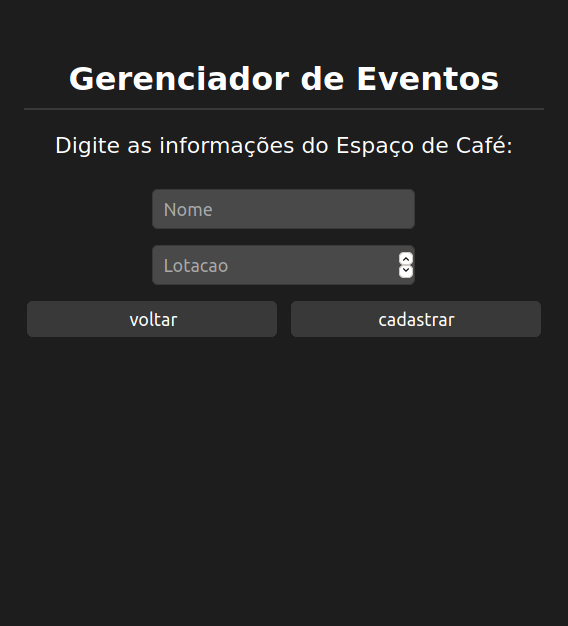 Gerenciador de Eventos
Digite as informações do Espaço de Café:
Nome
Lotacao
voltar cadastrar